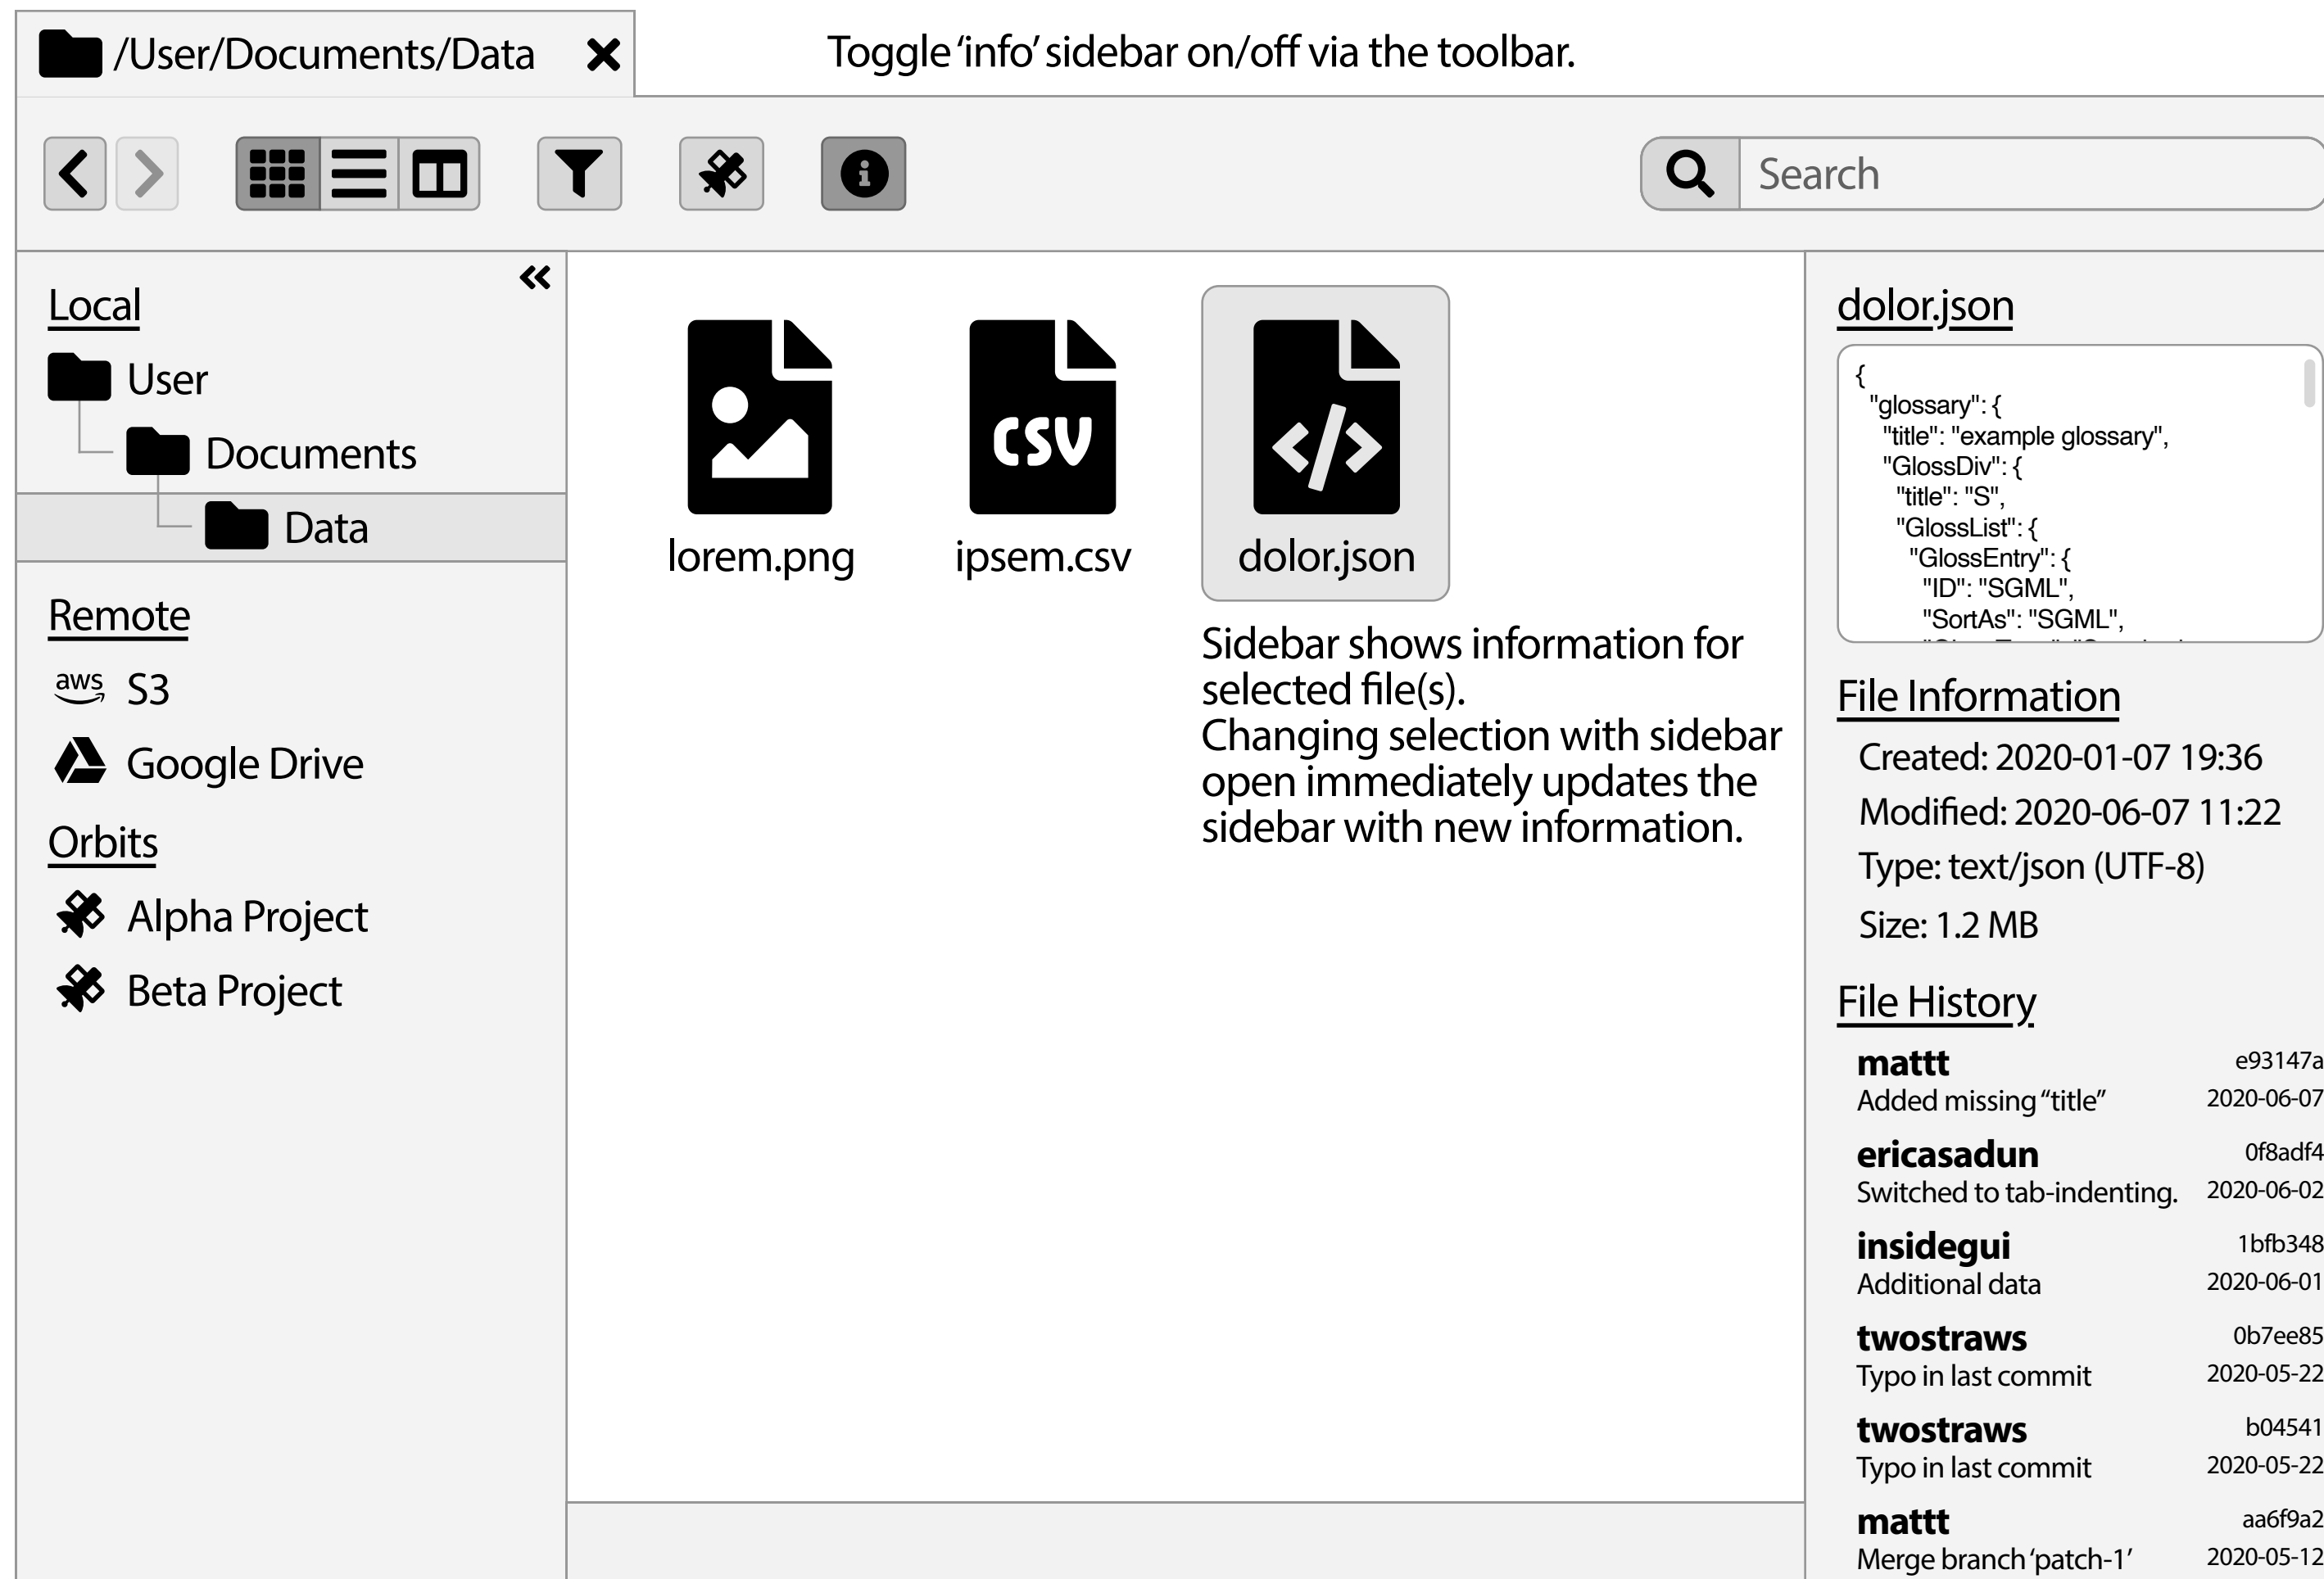 /User/Documents/Data
Toggle ‘info’ sidebar on/off via the toolbar.
Search
Local
User
Documents
Data
Remote
aws S3
Google Drive
Orbits
Alpha Project
Beta Project
CSV
lorem.png
ipsem.csv
dolor.json
Sidebar shows information for
selected file(s).
Changing selection with sidebar
open immediately updates the
sidebar with new information.
dolor.json
{
"glossary": {
"title": "example glossary",
"GlossDiv": {
"title": "S",
"GlossList": {
"GlossEntry": {
"ID": "SGML",
"SortAs": "SGML",
File Information
Created: 2020-01-07 19:36
Modified: 2020-06-07 11:22
Type: text/json (UTF-8)
Size: 1.2 MB
File History
mattt e93147a
Added missing “title” 2020-06-07
ericasadun 0f8adf4
Switched to tab-indenting. 2020-06-02
insidegui 1bfb348
Additional data 2020-06-01
twostraws 0b7ee85
Typo in last commit 2020-05-22
twostraws b04541
Typo in last commit 2020-05-22
mattt aa6f9a2
Merge branch ‘patch-1’ 2020-05-12